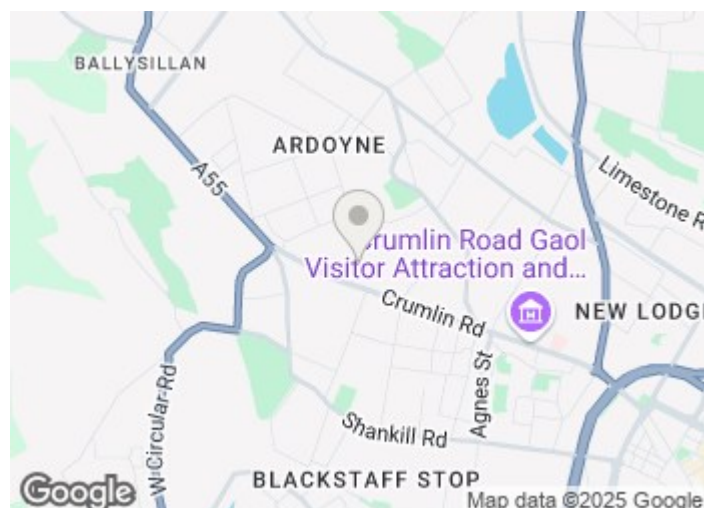 BALLYSILLAN
ARDOYNE
A55
Limestone R
Crumlin Road Gaol
Visitor Attraction and...
Crumlin Rd
NEW LODGE
Agnes St
W Circular Rd
Shankill Rd
BLACKSTAFF STOP
Google
Map data ©2025 Google